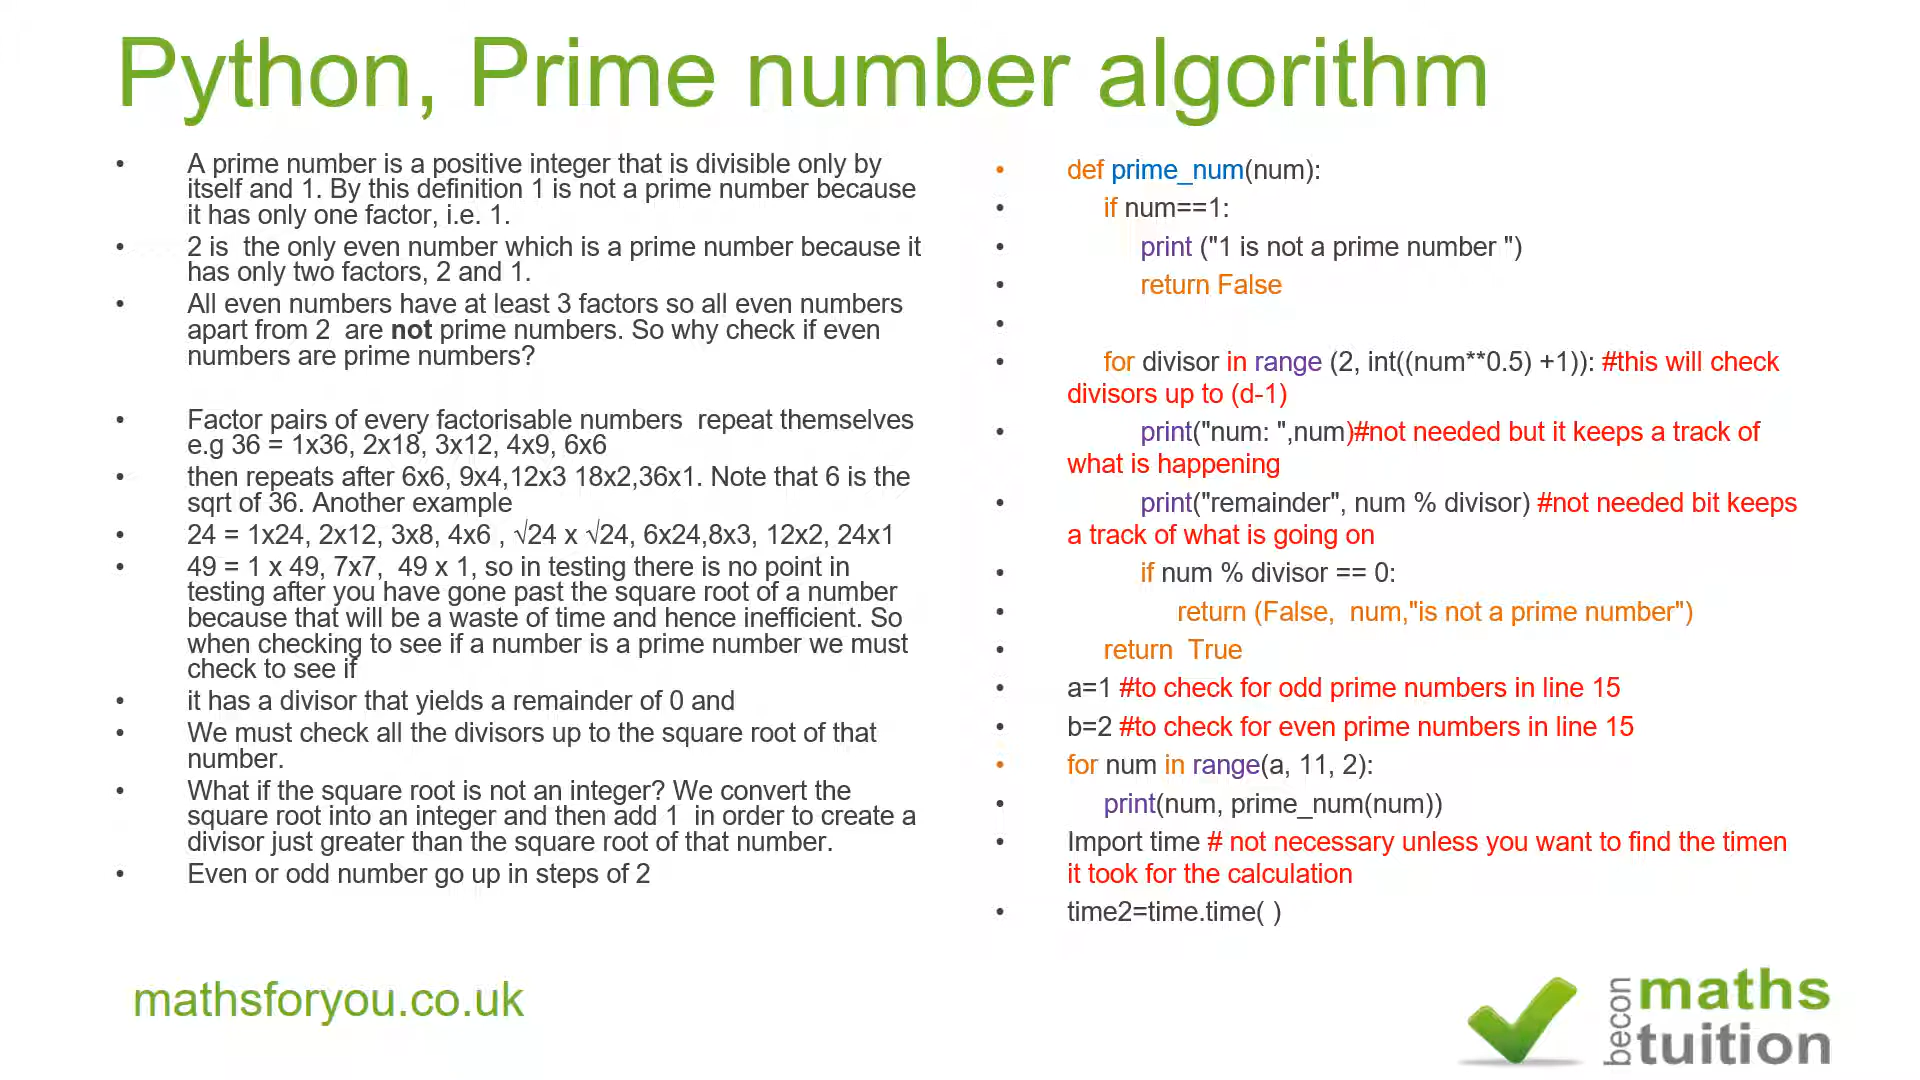 Python, Prime number algorithm
• A prime number is a positive integer that is divisible only by
itself and 1. By this definition 1 is not a prime number because
it has only one factor, i.e. 1.
• 2 is  the only even number which is a prime number because it
has only two factors, 2 and 1.
• All even numbers have at least 3 factors so all even numbers
apart from 2  are not prime numbers. So why check if even
numbers are prime numbers?
• Factor pairs of every factorisable numbers  repeat themselves
e.g 36 = 1x36, 2x18, 3x12, 4x9, 6x6
• then repeats after 6x6, 9x4,12x3 18x2,36x1. Note that 6 is the
sqrt of 36. Another example
• 24 = 1x24, 2x12, 3x8, 4x6 , √24 x √24, 6x24,8x3, 12x2, 24x1
• 49 = 1 x 49, 7x7,  49 x 1, so in testing there is no point in
testing after you have gone past the square root of a number
because that will be a waste of time and hence inefficient. So
when checking to see if a number is a prime number we must
check to see if
• it has a divisor that yields a remainder of 0 and
• We must check all the divisors up to the square root of that
number.
• What if the square root is not an integer? We convert the
square root into an integer and then add 1  in order to create a
divisor just greater than the square root of that number.
• Even or odd number go up in steps of 2
• def prime_num(num):
• if num==1:
• print ("1 is not a prime number ")
• return False
•
• for divisor in range (2, int((num**0.5) +1)): #this will check
divisors up to (d-1)
• print("num: ",num)#not needed but it keeps a track of
what is happening
• print("remainder", num % divisor) #not needed bit keeps
a track of what is going on
• if num % divisor == 0:
• return (False,  num,"is not a prime number")
• return  True
• a=1 #to check for odd prime numbers in line 15
• b=2 #to check for even prime numbers in line 15
• for num in range(a, 11, 2):
• print(num, prime_num(num))
• Import time # not necessary unless you want to find the timen
it took for the calculation
• time2=time.time( )
mathsforyou.co.uk
becon
maths
tuition